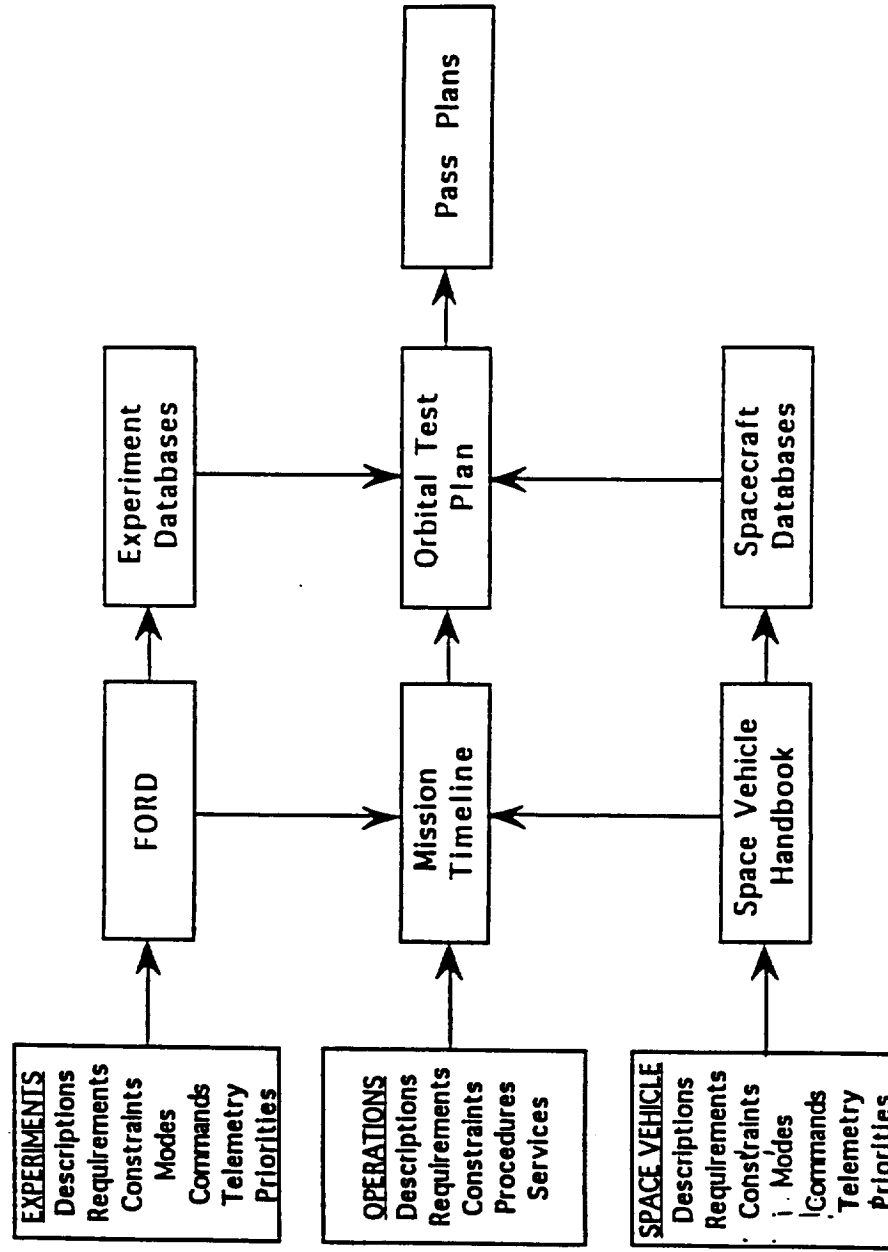 EXPERIMENTS
Descriptions
Requirements
Constraints
Modes
Commands
Telemetry
Priorities
FORD
Experiment
Databases
OPERATIONS
Descriptions
Requirements
Constraints
Procedures
Services
Mission
Timeline
Orbital Test
Plan
Pass Plans
SPACE VEHICLE
Descriptions
Requirements
Constraints
Modes
Commands
Telemetry
Priorities
Space Vehicle
Handbook
Spacecraft
Databases